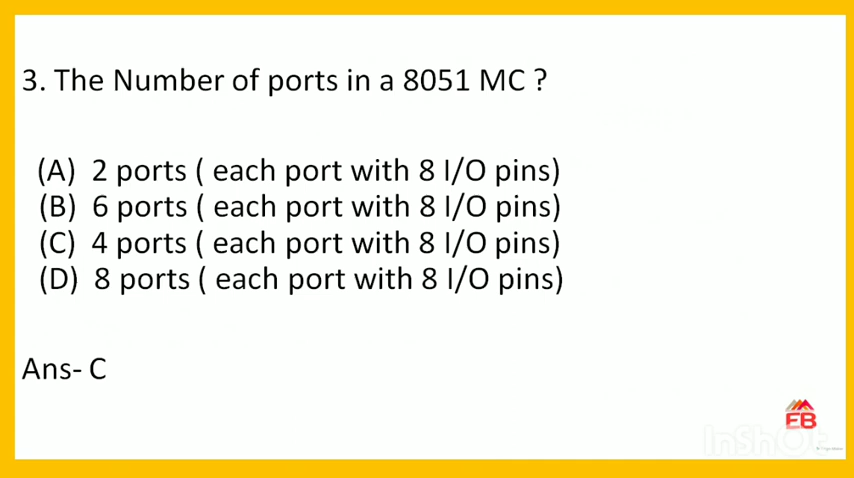 3. The Number of ports in a 8051 MC ?
(A) 2 ports ( each port with 8 I/O pins)
(B) 6 ports ( each port with 8 I/O pins)
(C) 4 ports ( each port with 8 I/O pins)
(D) 8 ports ( each port with 8 I/O pins)
Ans- C
EB
InShOt